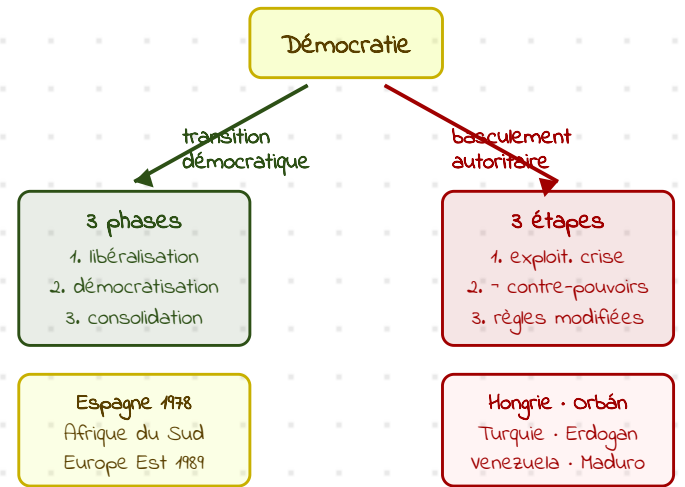 Démocratie
transition
démocratique
basculement
autoritaire
3 phases
1. libéralisation
2. démocratisation
3. consolidation
3 étapes
1. exploit. crise
2. ¬ contre-pouvoirs
3. règles modifiées
Espagne 1978
Afrique du Sud
Europe Est 1989
Hongrie · Orbán
Turquie · Erdogan
Venezuela · Maduro